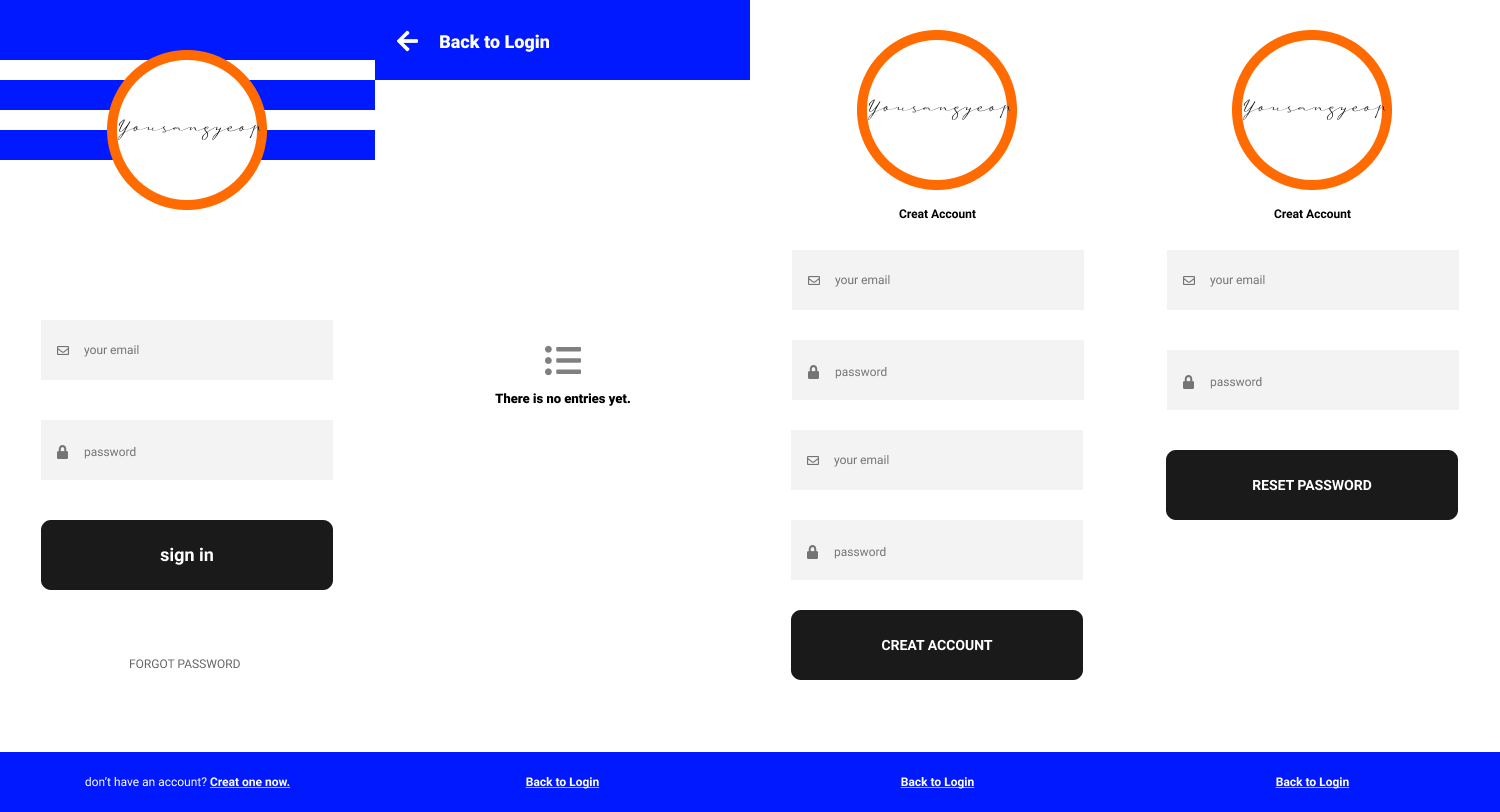 Yousangyeop
your email
password
sign in
FORGOT PASSWORD
don't have an account? Creat one now.
Back to Login
There is no entries yet.
Back to Login
Yousangyeop
Creat Account
your email
password
your email
password
CREAT ACCOUNT
Back to Login
Yousangyeop
Creat Account
your email
password
RESET PASSWORD
Back to Login